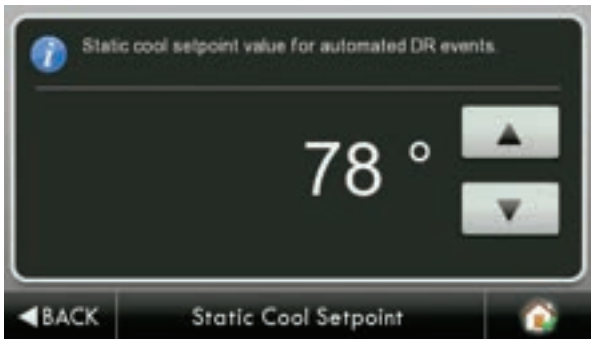 Static cool setpoint value for automated DR events.
78 °
BACK Static Cool Setpoint